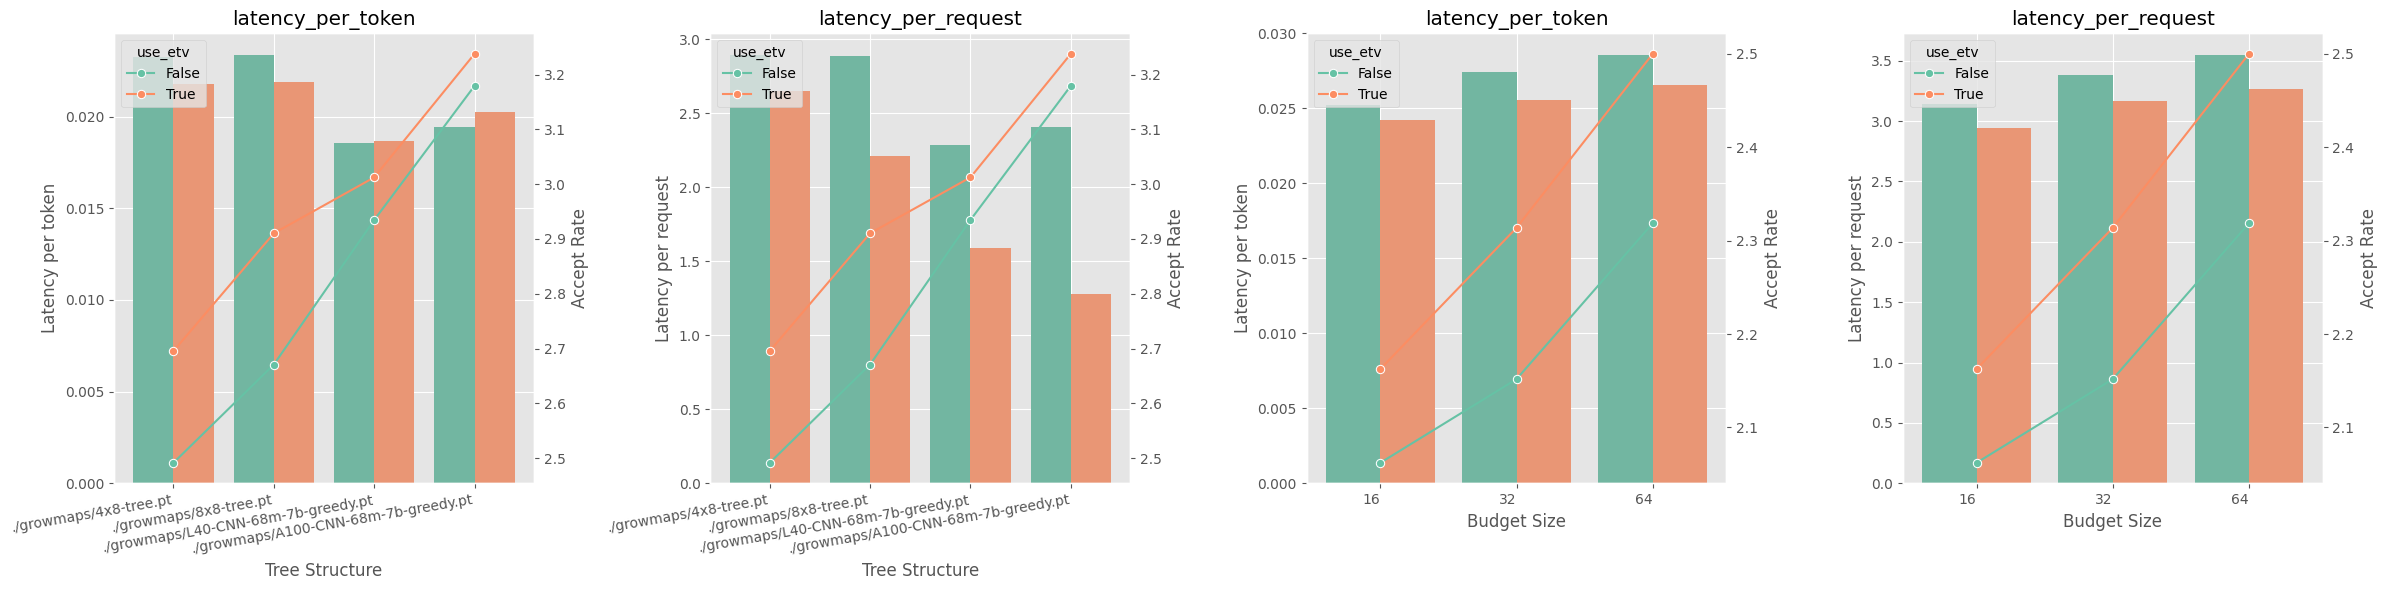 latency_per_token
use_etv
False
True
0.020
0.015
0.010
0.005
0.000
Latency per token
3.2
3.1
3.0
2.9
2.8
2.7
2.6
2.5
Accept Rate
./growmaps/4x8-tree.pt
./growmaps/8x8-tree.pt
./growmaps/L40-CNN-68m-7b-greedy.pt
./growmaps/A100-CNN-68m-7b-greedy.pt
Tree Structure
latency_per_request
use_etv
False
True
3.0
2.5
2.0
1.5
1.0
0.5
0.0
Latency per request
3.2
3.1
3.0
2.9
2.8
2.7
2.6
2.5
Accept Rate
./growmaps/4x8-tree.pt
./growmaps/8x8-tree.pt
./growmaps/L40-CNN-68m-7b-greedy.pt
./growmaps/A100-CNN-68m-7b-greedy.pt
Tree Structure
latency_per_token
use_etv
False
True
0.030
0.025
0.020
0.015
0.010
0.005
0.000
Latency per token
2.5
2.4
2.3
2.2
2.1
Accept Rate
16
32
64
Budget Size
latency_per_request
use_etv
False
True
3.5
3.0
2.5
2.0
1.5
1.0
0.5
0.0
Latency per request
2.5
2.4
2.3
2.2
2.1
Accept Rate
16
32
64
Budget Size